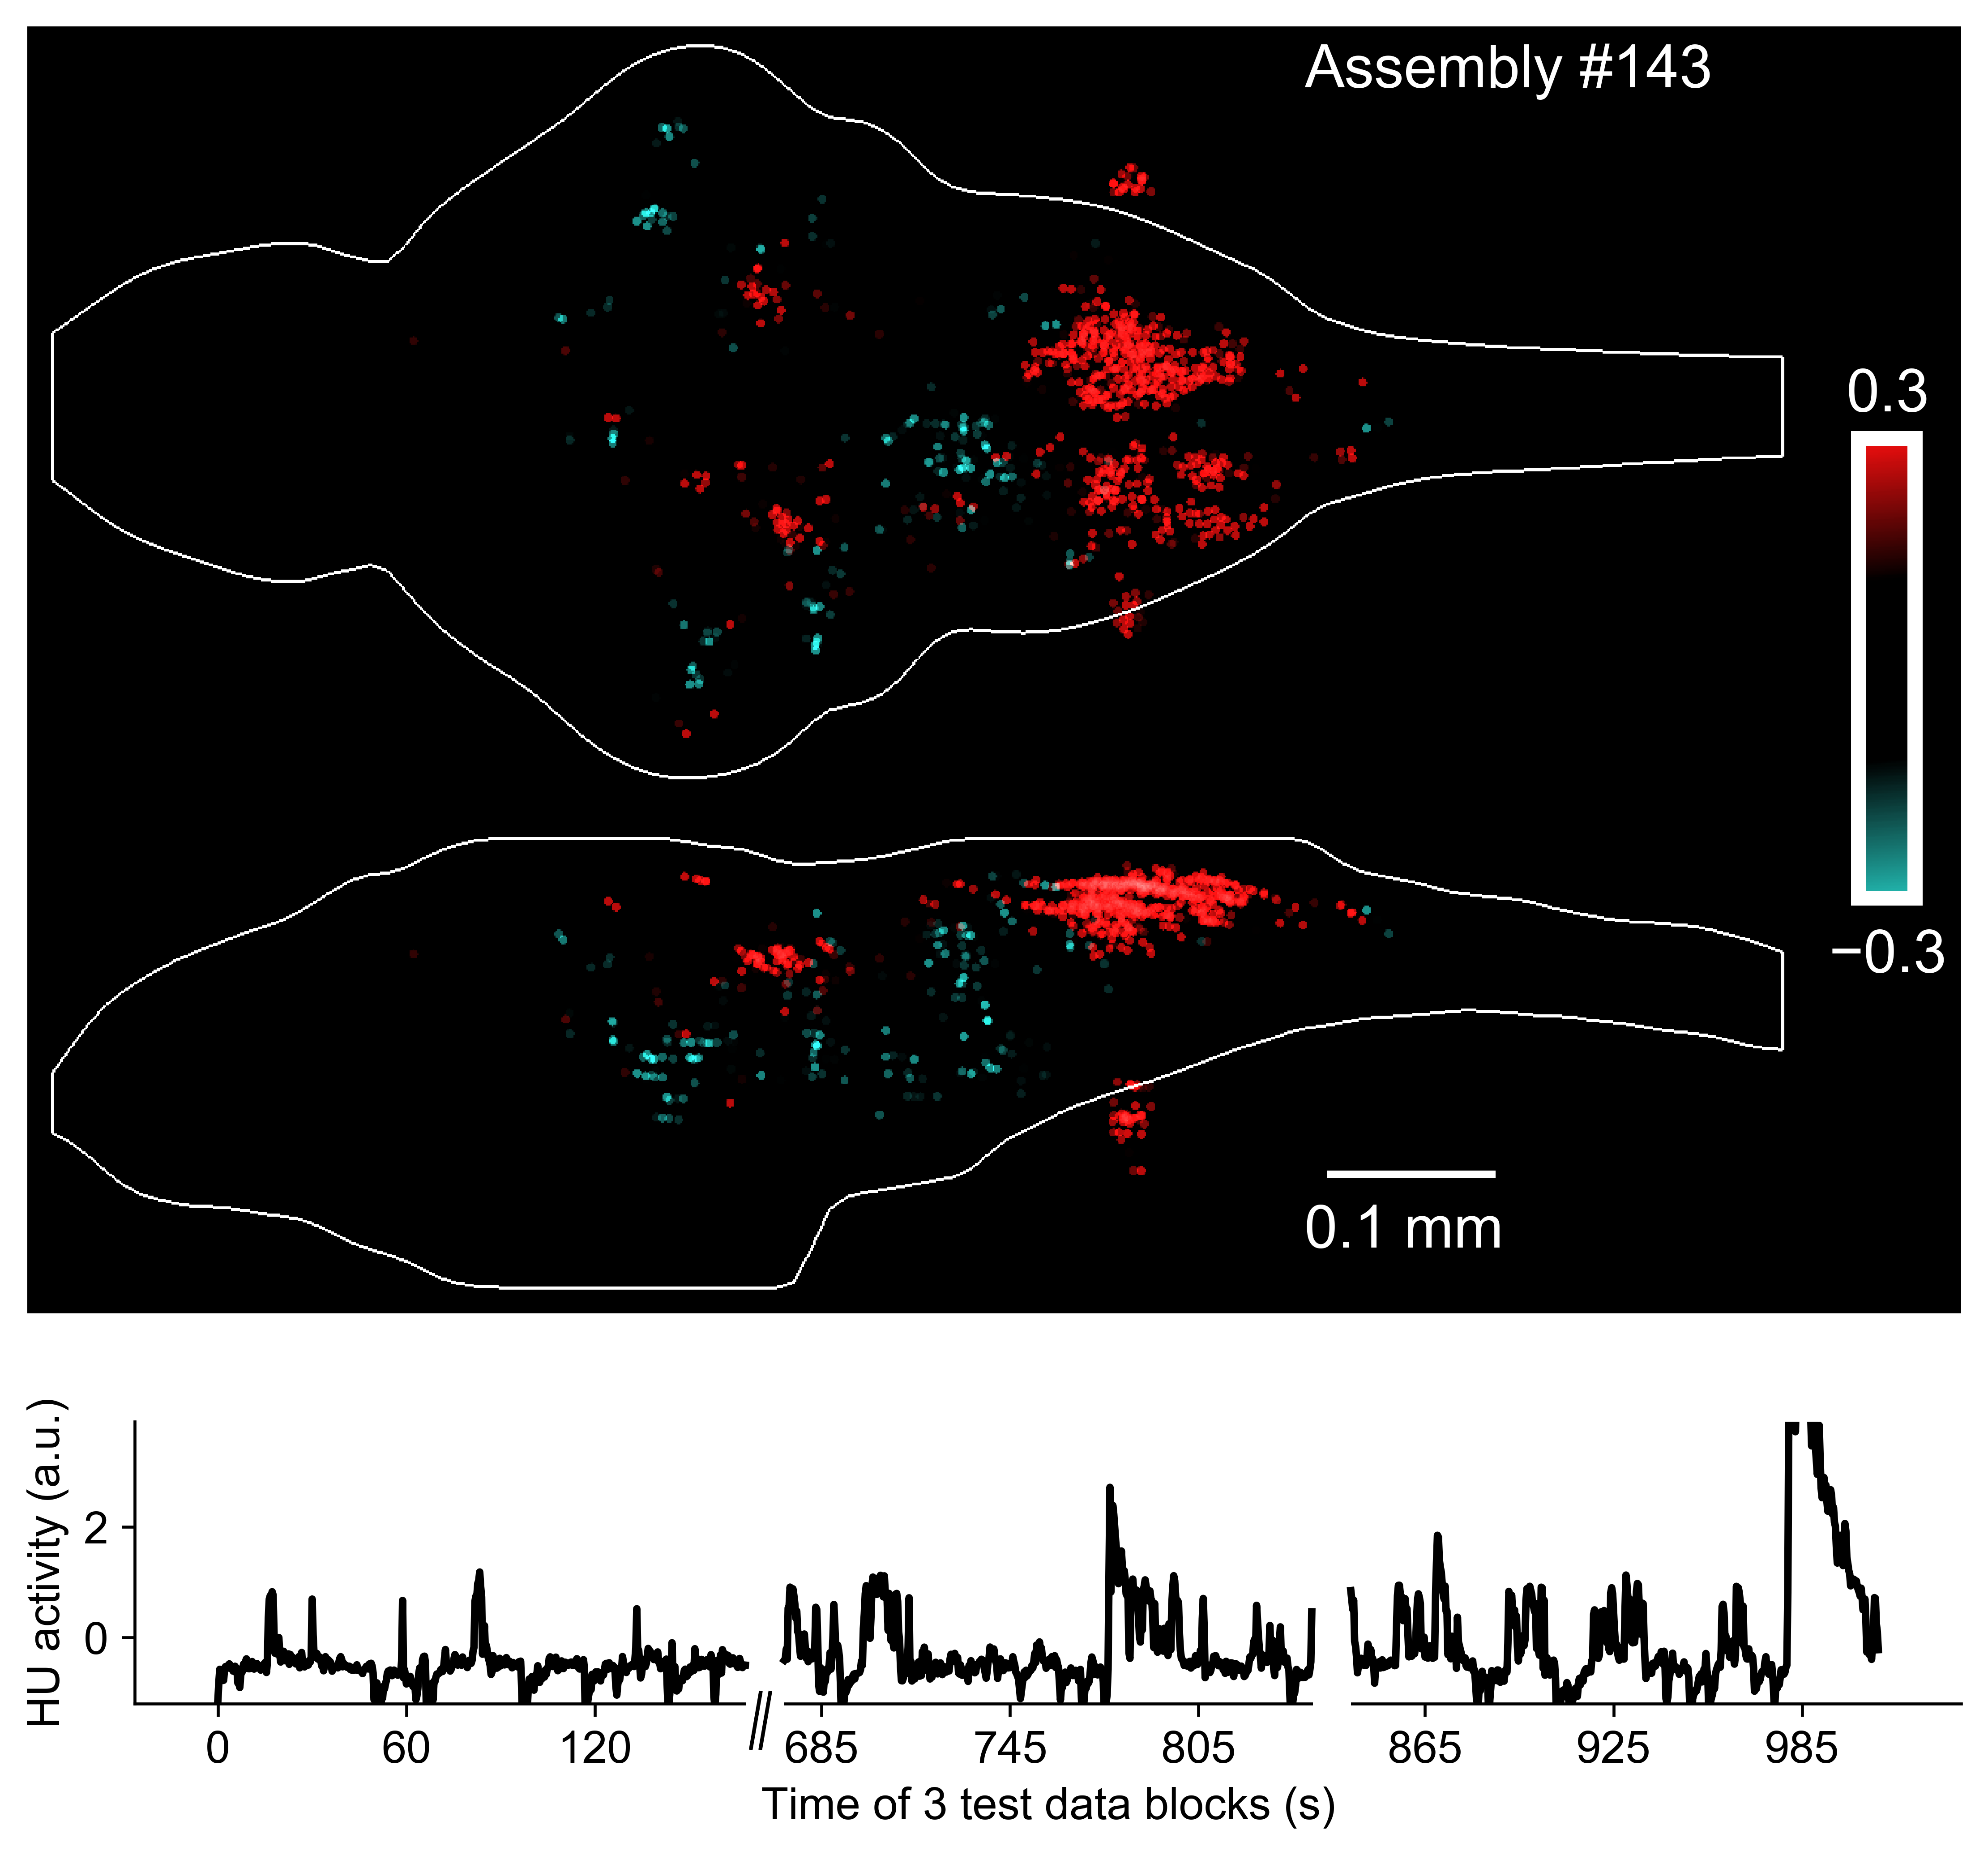 Assembly #143
0.3
−0.3
0.1 mm
HU activity (a.u.)
2
0
0 60 120 685 745 805 865 925 985
Time of 3 test data blocks (s)